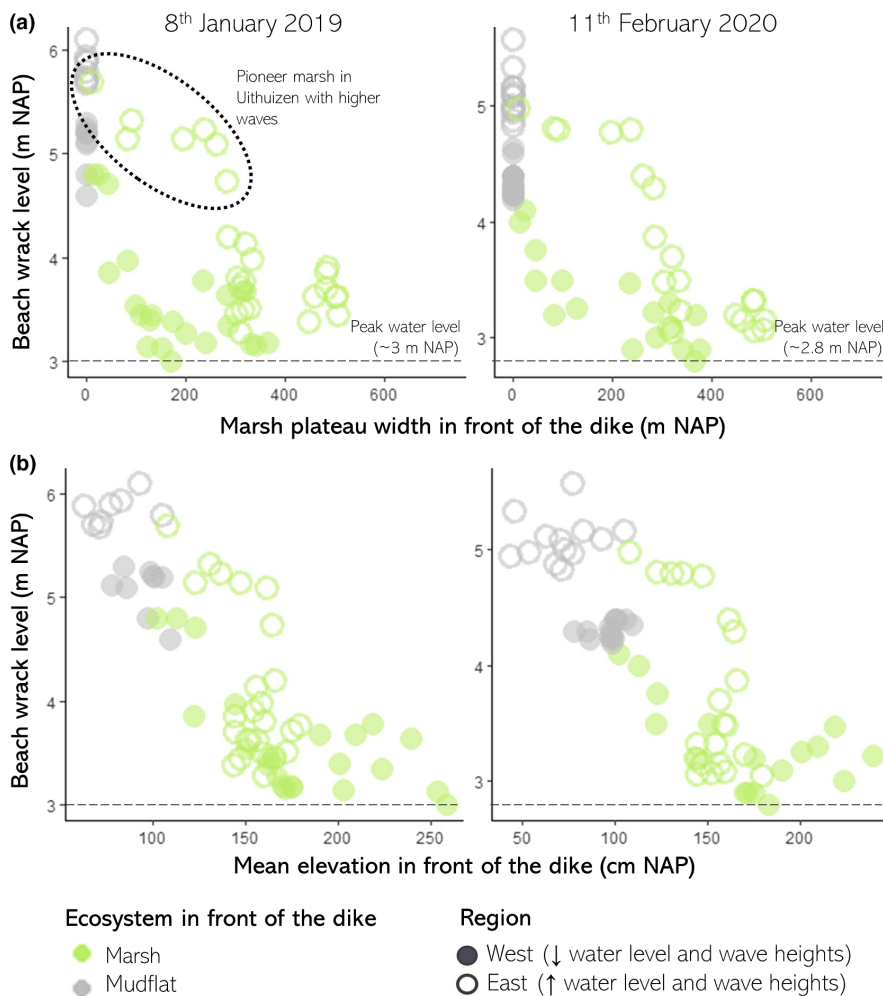 (a)
8th January 2019
11th February 2020
Beach wrack level (m NAP)
6
5
4
3
Pioneer marsh in
Uithuizen with higher
waves
Peak water level
(~3 m NAP)
0
200
400
600
5
4
3
Peak water level
(~2.8 m NAP)
0
200
400
600
Marsh plateau width in front of the dike (m NAP)
(b)
Beach wrack level (m NAP)
6
5
4
3
100
150
200
250
5
4
3
50
100
150
200
Mean elevation in front of the dike (cm NAP)
Ecosystem in front of the dike
Marsh
Mudflat
Region
West (↓ water level and wave heights)
East (↑ water level and wave heights)